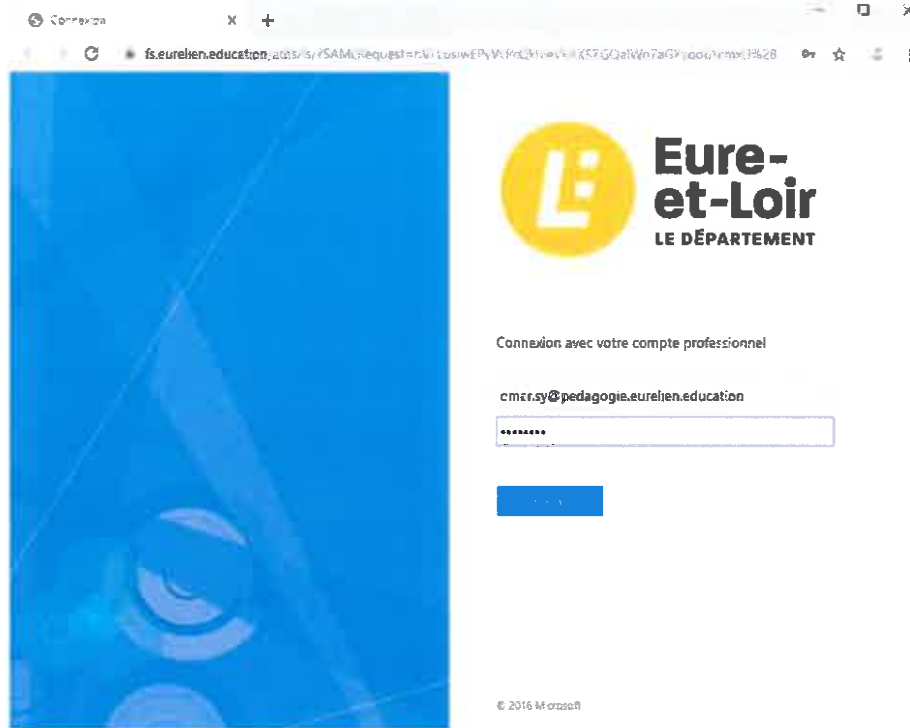 Connexion
fs.eurelien.education
Eure-
et-Loir
LE DÉPARTEMENT
Connexion avec votre compte professionnel
omar.sy@pedagogie.eurelien.education
••••••••
© 2016 Microsoft